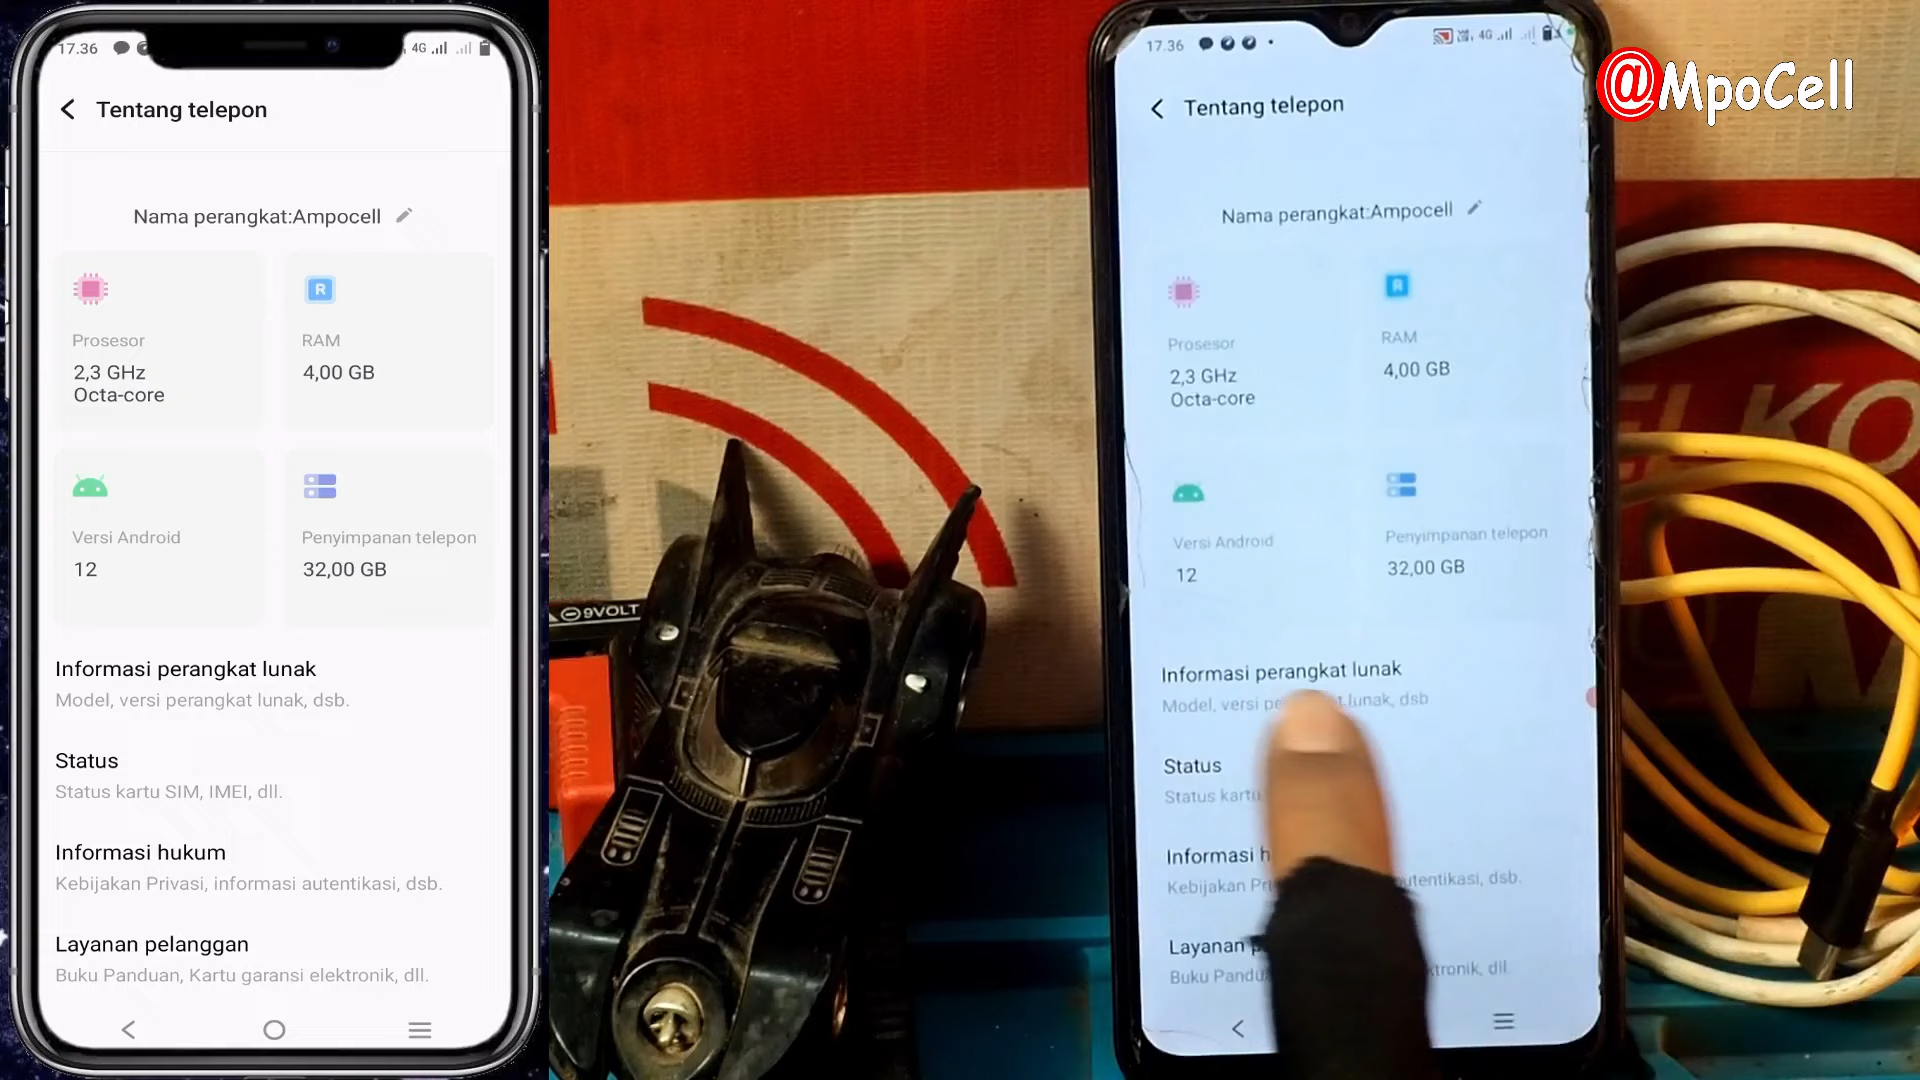 17.36
4G
Tentang telepon
Nama perangkat:Ampocell
R
Prosesor
RAM
2,3 GHz
Octa-core
4,00 GB
Versi Android
Penyimpanan telepon
12
32,00 GB
Informasi perangkat lunak
Model, versi perangkat lunak, dsb.
Status
Status kartu SIM, IMEI, dll.
Informasi hukum
Kebijakan Privasi, informasi autentikasi, dsb.
Layanan pelanggan
Buku Panduan, Kartu garansi elektronik, dll.
9VOLT
17.36
4G
Tentang telepon
Nama perangkat:Ampocell
R
Prosesor
RAM
2,3 GHz
Octa-core
4,00 GB
Versi Android
Penyimpanan telepon
12
32,00 GB
Informasi perangkat lunak
Model, versi lunak, dsb
Status
Status kartu
Informasi h
Kebijakan Pri utentikasi, dsb.
Layanan p
Buku Pandu ktronik, dll.
@MpoCell
ELKO